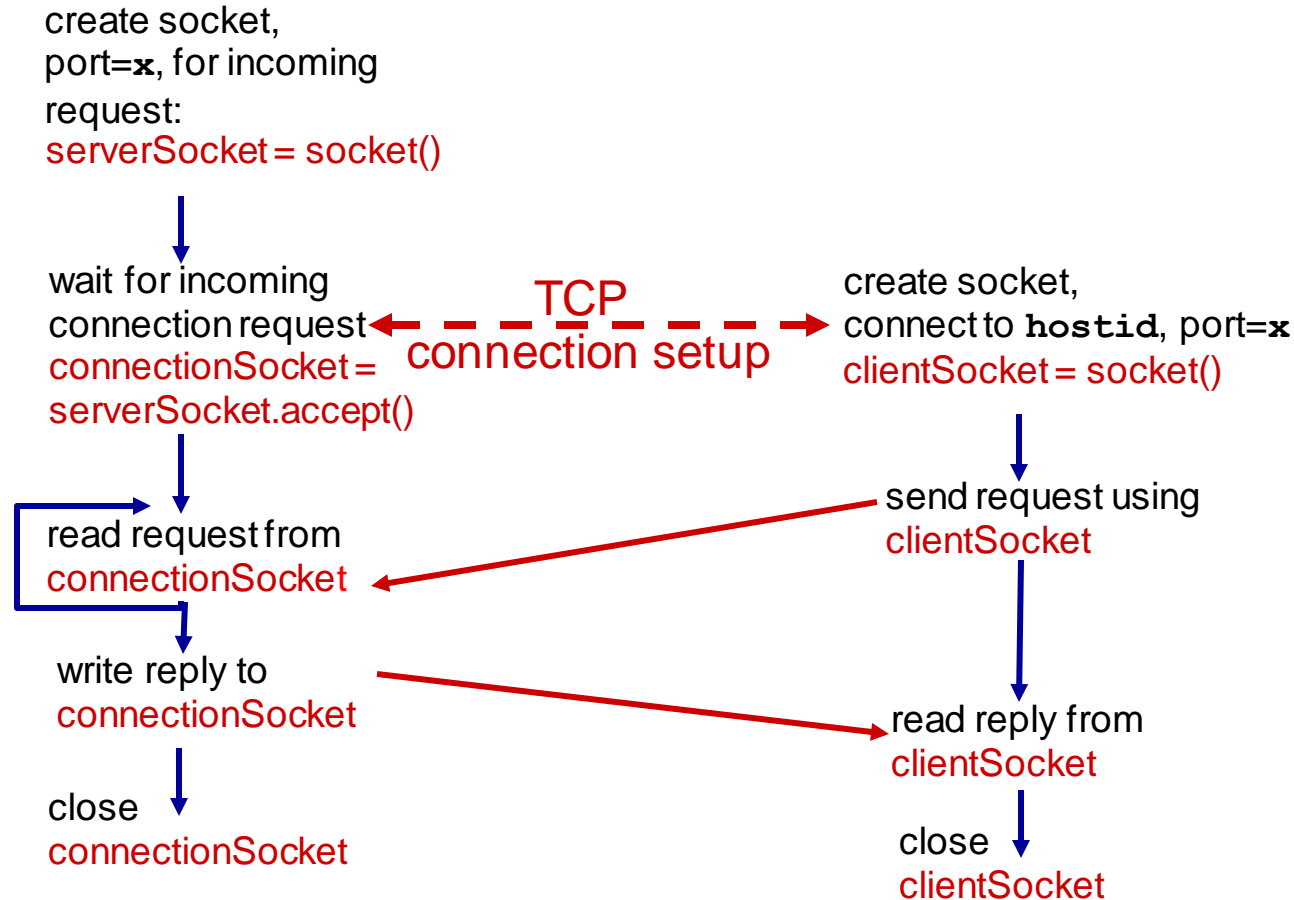 create socket,
port=x, for incoming
request:
serverSocket = socket()
wait for incoming
connection request
connectionSocket =
serverSocket.accept()
TCP
connection setup
create socket,
connect to hostid, port=x
clientSocket = socket()
send request using
clientSocket
read request from
connectionSocket
write reply to
connectionSocket
read reply from
clientSocket
close
connectionSocket
close
clientSocket